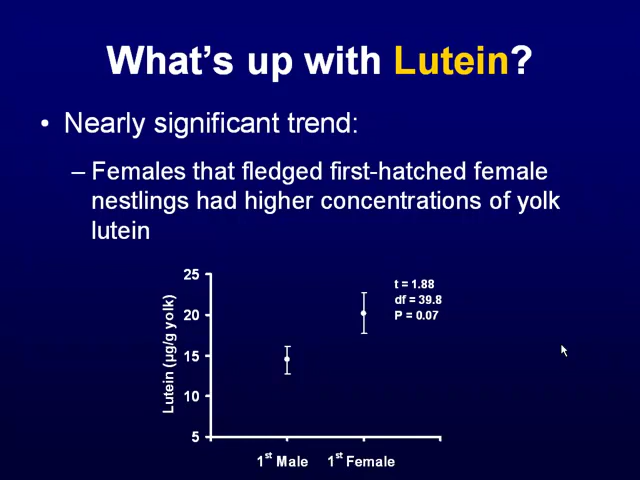 What's up with Lutein?
• Nearly significant trend:
– Females that fledged first-hatched female
nestlings had higher concentrations of yolk
lutein
25
20
15
10
5
Lutein (µg/g yolk)
t = 1.88
df = 39.8
P = 0.07
1st Male 1st Female